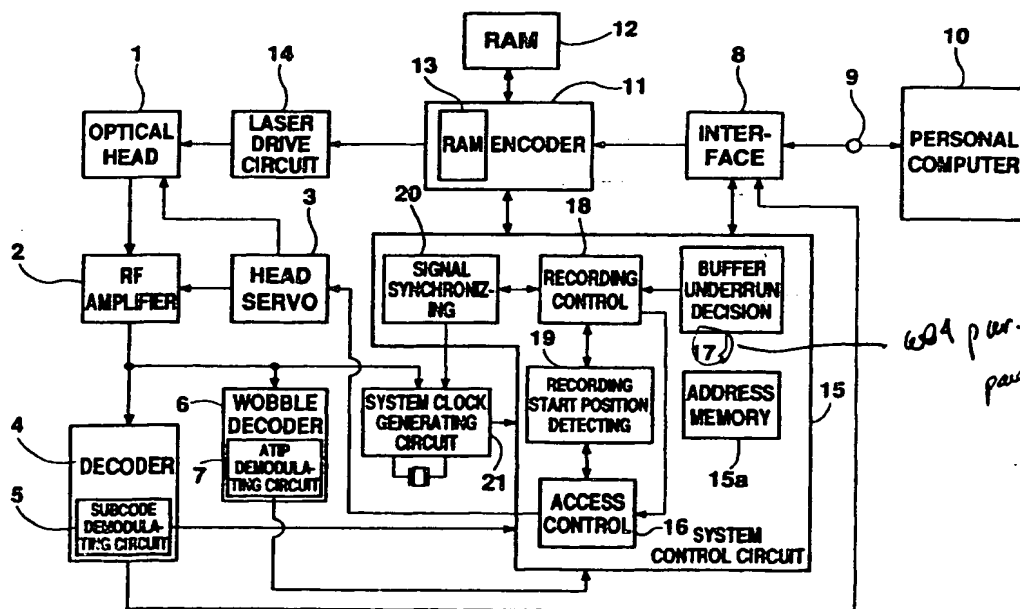 1
14
RAM
12
10
13
11
8
9
OPTICAL
HEAD
LASER
DRIVE
CIRCUIT
RAM
ENCODER
INTER-
FACE
PERSONAL
COMPUTER
20
3
18
2
RF
AMPLIFIER
HEAD
SERVO
SIGNAL
SYNCHRONIZ-
ING
RECORDING
CONTROL
BUFFER
UNDERRUN
DECISION
17
19
6
WOBBLE
DECODER
SYSTEM CLOCK
GENERATING
CIRCUIT
RECORDING
START POSITION
DETECTING
ADDRESS
MEMORY
15
4
DECODER
7
ATIP
DEMODULA-
TING CIRCUIT
21
15a
5
SUBCODE
DEMODULA-
TING CIRCUIT
ACCESS
CONTROL
16
SYSTEM
CONTROL CIRCUIT